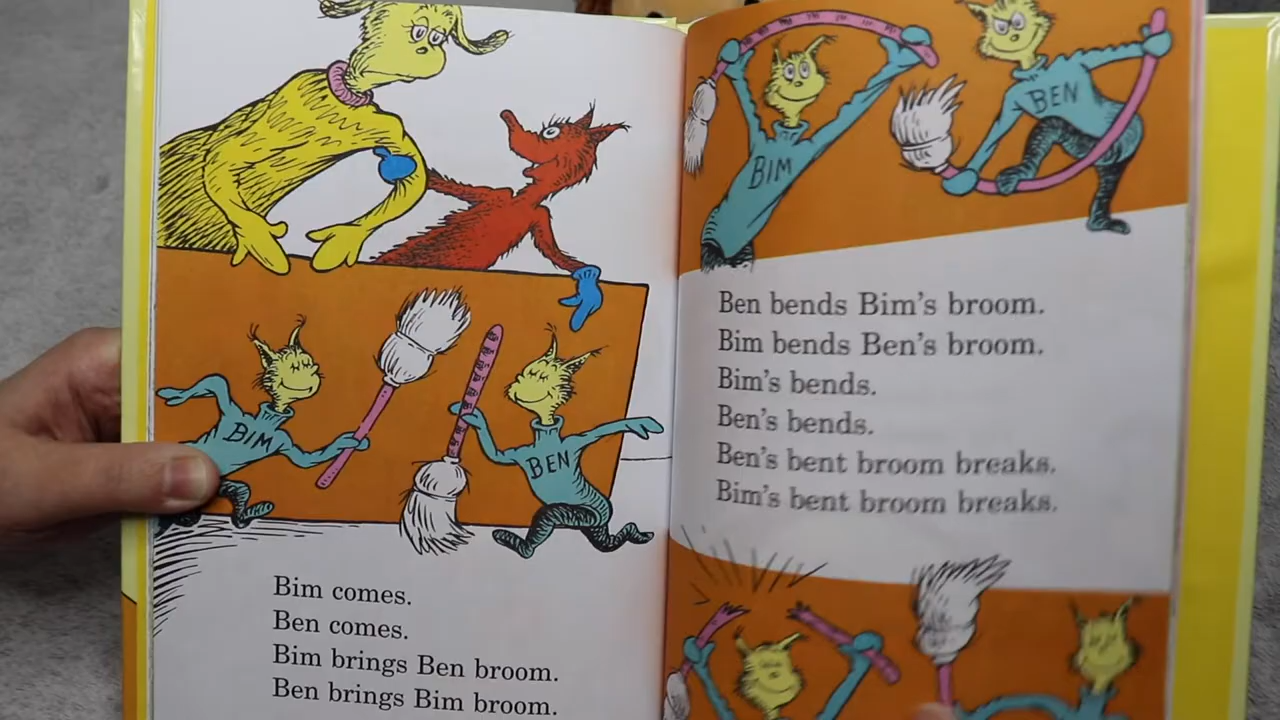 BIM
BEN
Bim comes.
Ben comes.
Bim brings Ben broom.
Ben brings Bim broom.
BIM
BEN
Ben bends Bim's broom.
Bim bends Ben's broom.
Bim's bends.
Ben's bends.
Ben's bent broom breaks.
Bim's bent broom breaks.